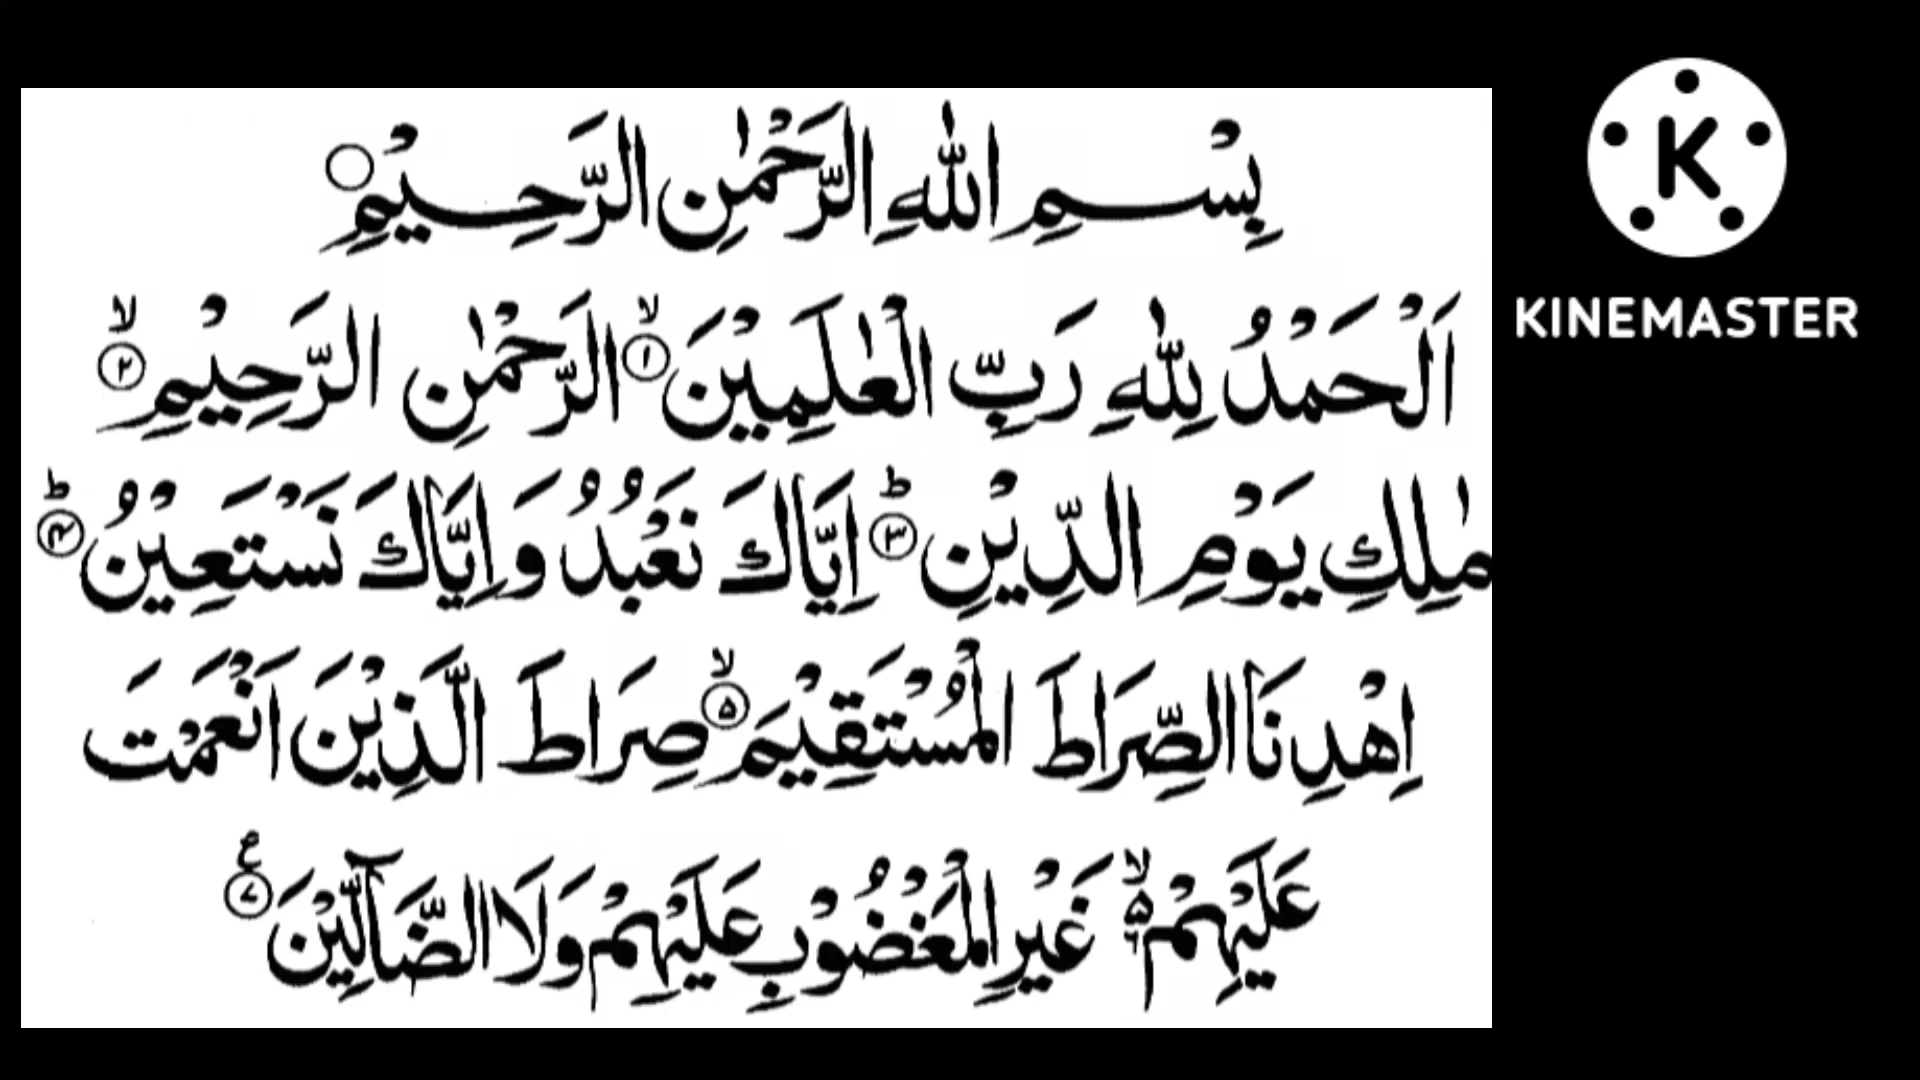 بِسْمِ اللّٰهِ الرَّحْمٰنِ الرَّحِيْمِ ○
اَلْحَمْدُ لِلّٰهِ رَبِّ الْعٰلَمِيْنَ ۙ﴿۱﴾ الرَّحْمٰنِ الرَّحِيْمِ ۙ﴿۲﴾
مٰلِكِ يَوْمِ الدِّيْنِ ؕ﴿۳﴾ اِيَّاكَ نَعْبُدُ وَاِيَّاكَ نَسْتَعِيْنُ ؕ﴿۴﴾
اِهْدِنَا الصِّرَاطَ الْمُسْتَقِيْمَ ۙ﴿۵﴾ صِرَاطَ الَّذِيْنَ اَنْعَمْتَ
عَلَيْهِمْ ۙ۵ ۬ غَيْرِ الْمَغْضُوْبِ عَلَيْهِمْ وَلَا الضَّآلِّيْنَ ﴿۷﴾ ع
K
KINEMASTER